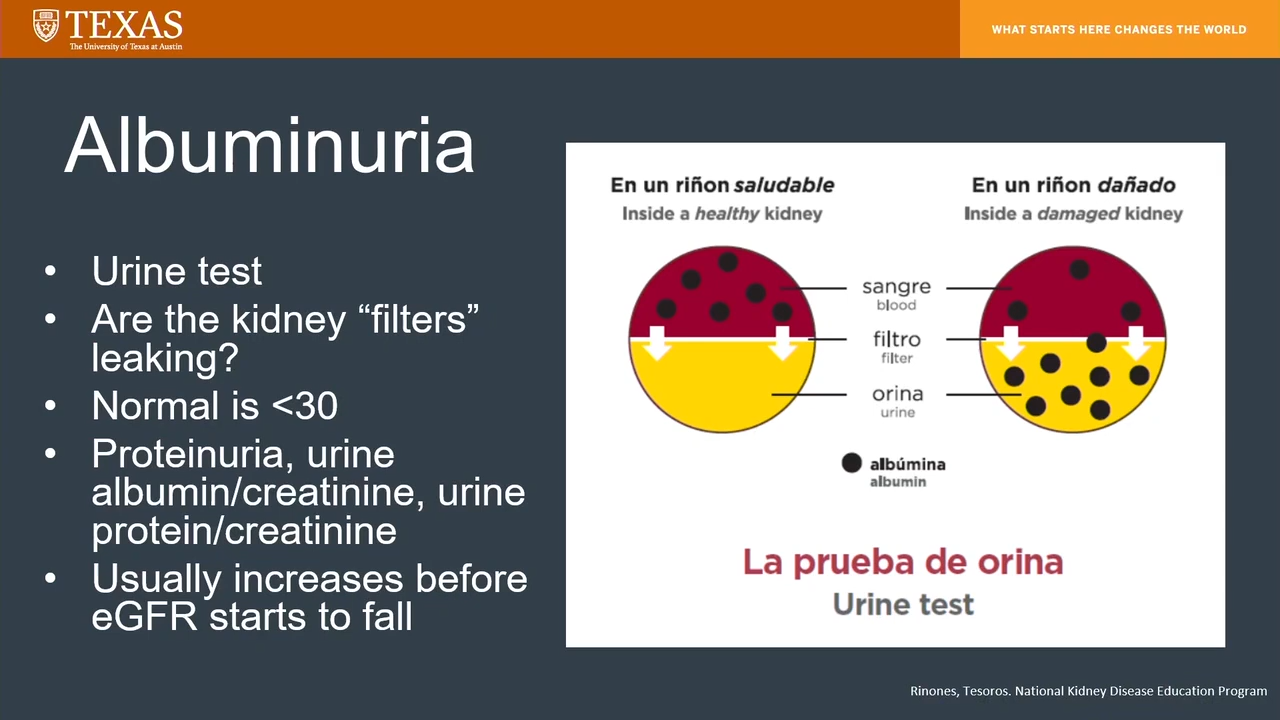 TEXAS
The University of Texas at Austin
WHAT STARTS HERE CHANGES THE WORLD
Albuminuria
• Urine test
• Are the kidney “filters”
leaking?
• Normal is <30
• Proteinuria, urine
albumin/creatinine, urine
protein/creatinine
• Usually increases before
eGFR starts to fall
En un riñon saludable
Inside a healthy kidney
En un riñon dañado
Inside a damaged kidney
sangre
blood
filtro
filter
orina
urine
albúmina
albumin
La prueba de orina
Urine test
Rinones, Tesoros. National Kidney Disease Education Program